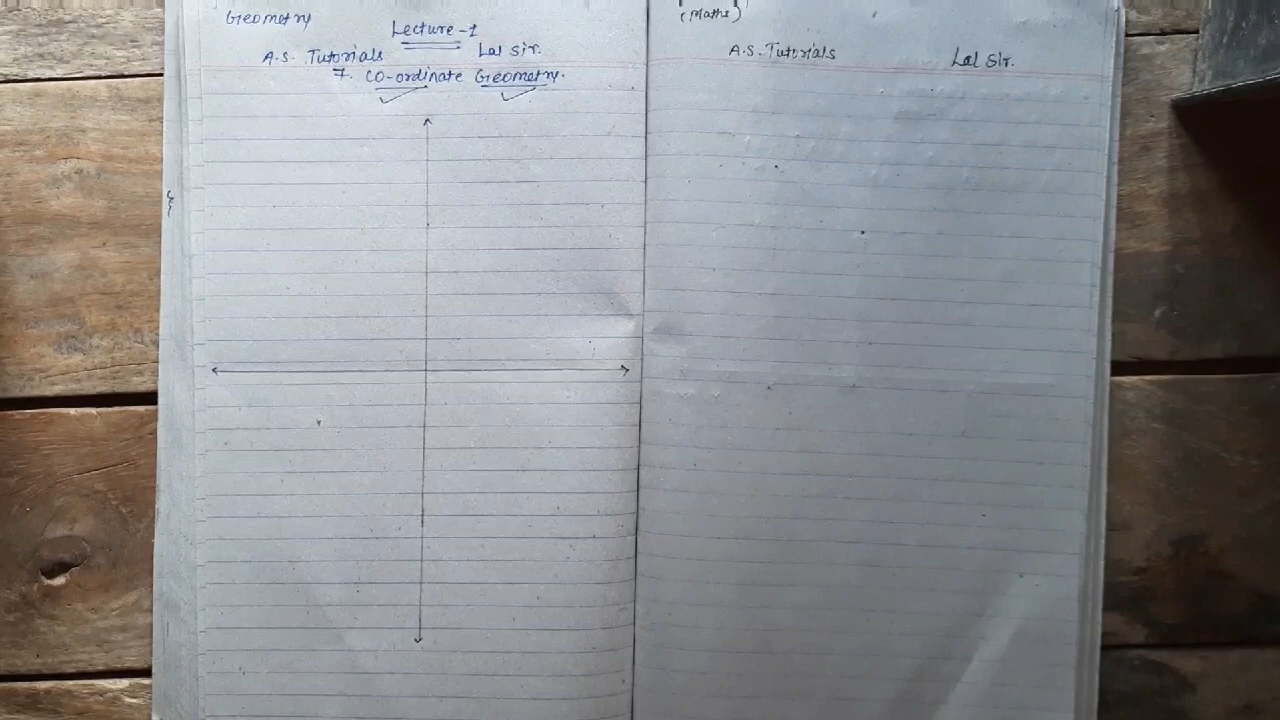 Geometry
Lecture-1
A.S. Tutorials Lal Sir.
7. CO-ordinate Geometry.
(Maths)
A.S. Tutorials Lal Sir.